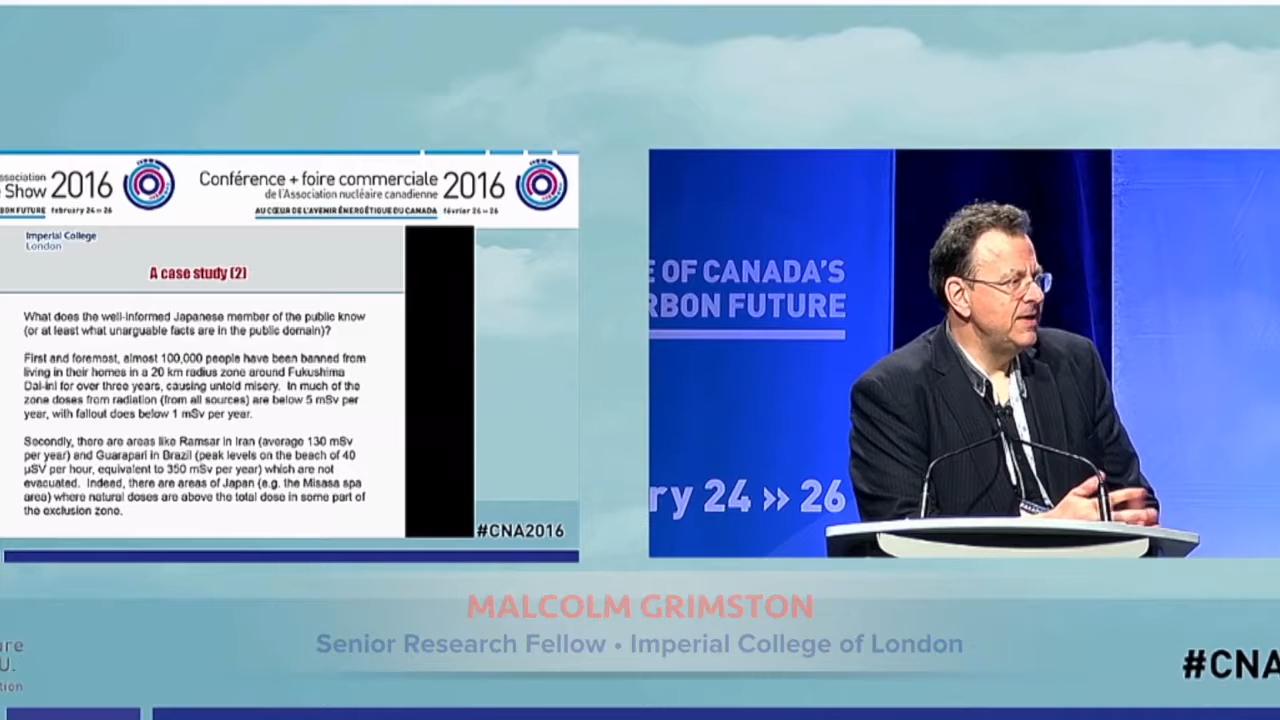 ssociation
Show 2016
BON FUTURE february 24 » 26
Conférence + foire commerciale
de l'Association nucléaire canadienne 2016
AU CŒUR DE L'AVENIR ÉNERGÉTIQUE DU CANADA février 24 » 26
Imperial College
London
A case study (2)
What does the well-informed Japanese member of the public know
(or at least what unarguable facts are in the public domain)?
First and foremost, almost 100,000 people have been banned from
living in their homes in a 20 km radius zone around Fukushima
Dai-ini for over three years, causing untold misery. In much of the
zone doses from radiation (from all sources) are below 5 mSv per
year, with fallout does below 1 mSv per year.
Secondly, there are areas like Ramsar in Iran (average 130 mSv
per year) and Guarapari in Brazil (peak levels on the beach of 40
µSV per hour, equivalent to 350 mSv per year) which are not
evacuated. Indeed, there are areas of Japan (e.g. the Misasa spa
area) where natural doses are above the total dose in some part of
the exclusion zone.
#CNA2016
E OF CANADA'S
RBON FUTURE
ry 24 » 26
MALCOLM GRIMSTON
Senior Research Fellow • Imperial College of London
ure
U.
tion
#CNA